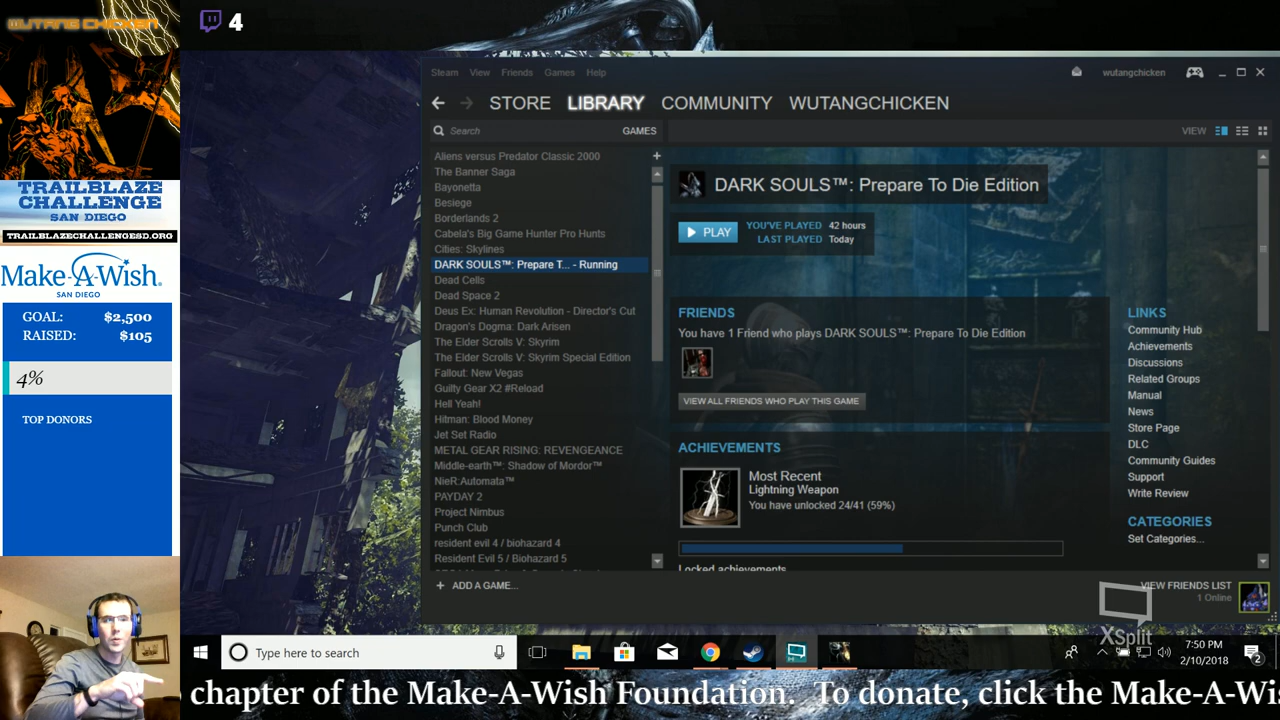 WUTANG CHICKEN
4
TRAILBLAZE
CHALLENGE
SAN DIEGO
TRAILBLAZECHALLENGESD.ORG
Make-A-Wish.
SAN DIEGO
GOAL: $2,500
RAISED: $105
4%
TOP DONORS
Steam View Friends Games Help
wutangchicken
STORE LIBRARY COMMUNITY WUTANGCHICKEN
Search GAMES
VIEW
Aliens versus Predator Classic 2000
The Banner Saga
Bayonetta
Besiege
Borderlands 2
Cabela's Big Game Hunter Pro Hunts
Cities: Skylines
DARK SOULS™: Prepare T... - Running
Dead Cells
Dead Space 2
Deus Ex: Human Revolution - Director's Cut
Dragon's Dogma: Dark Arisen
The Elder Scrolls V: Skyrim
The Elder Scrolls V: Skyrim Special Edition
Fallout: New Vegas
Guilty Gear X2 #Reload
Hell Yeah!
Hitman: Blood Money
Jet Set Radio
METAL GEAR RISING: REVENGEANCE
Middle-earth™: Shadow of Mordor™
NieR:Automata™
PAYDAY 2
Project Nimbus
Punch Club
resident evil 4 / biohazard 4
Resident Evil 5 / Biohazard 5
+ ADD A GAME...
DARK SOULS™: Prepare To Die Edition
PLAY
YOU'VE PLAYED 42 hours
LAST PLAYED Today
FRIENDS
You have 1 Friend who plays DARK SOULS™: Prepare To Die Edition
VIEW ALL FRIENDS WHO PLAY THIS GAME
ACHIEVEMENTS
Most Recent
Lightning Weapon
You have unlocked 24/41 (59%)
Locked achievements
LINKS
Community Hub
Achievements
Discussions
Related Groups
Manual
News
Store Page
DLC
Community Guides
Support
Write Review
CATEGORIES
Set Categories...
VIEW FRIENDS LIST
1 Online
XSplit
Type here to search
7:50 PM
2/10/2018
2
chapter of the Make-A-Wish Foundation. To donate, click the Make-A-Wis